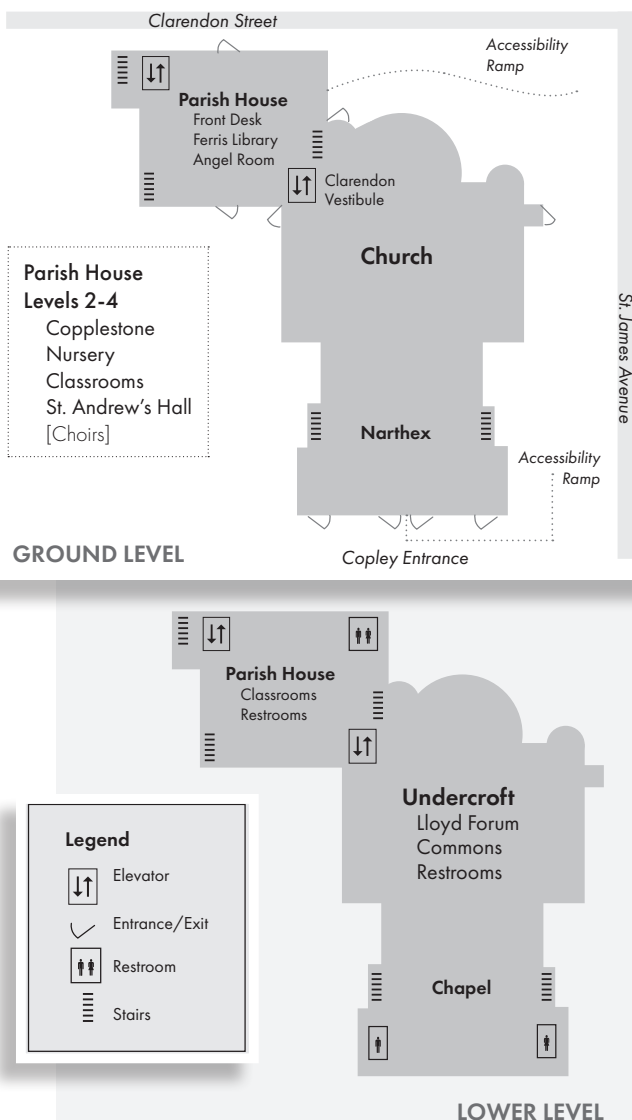 Clarendon Street
Accessibility
Ramp
Parish House
Front Desk
Ferris Library
Angel Room
Clarendon
Vestibule
Church
Parish House
Levels 2-4
Copplestone
Nursery
Classrooms
St. Andrew's Hall
[Choirs]
St. James Avenue
Narthex
Accessibility
Ramp
GROUND LEVEL
Copley Entrance
Parish House
Classrooms
Restrooms
Undercroft
Lloyd Forum
Commons
Restrooms
Legend
Elevator
Entrance/Exit
Restroom
Stairs
Chapel
LOWER LEVEL